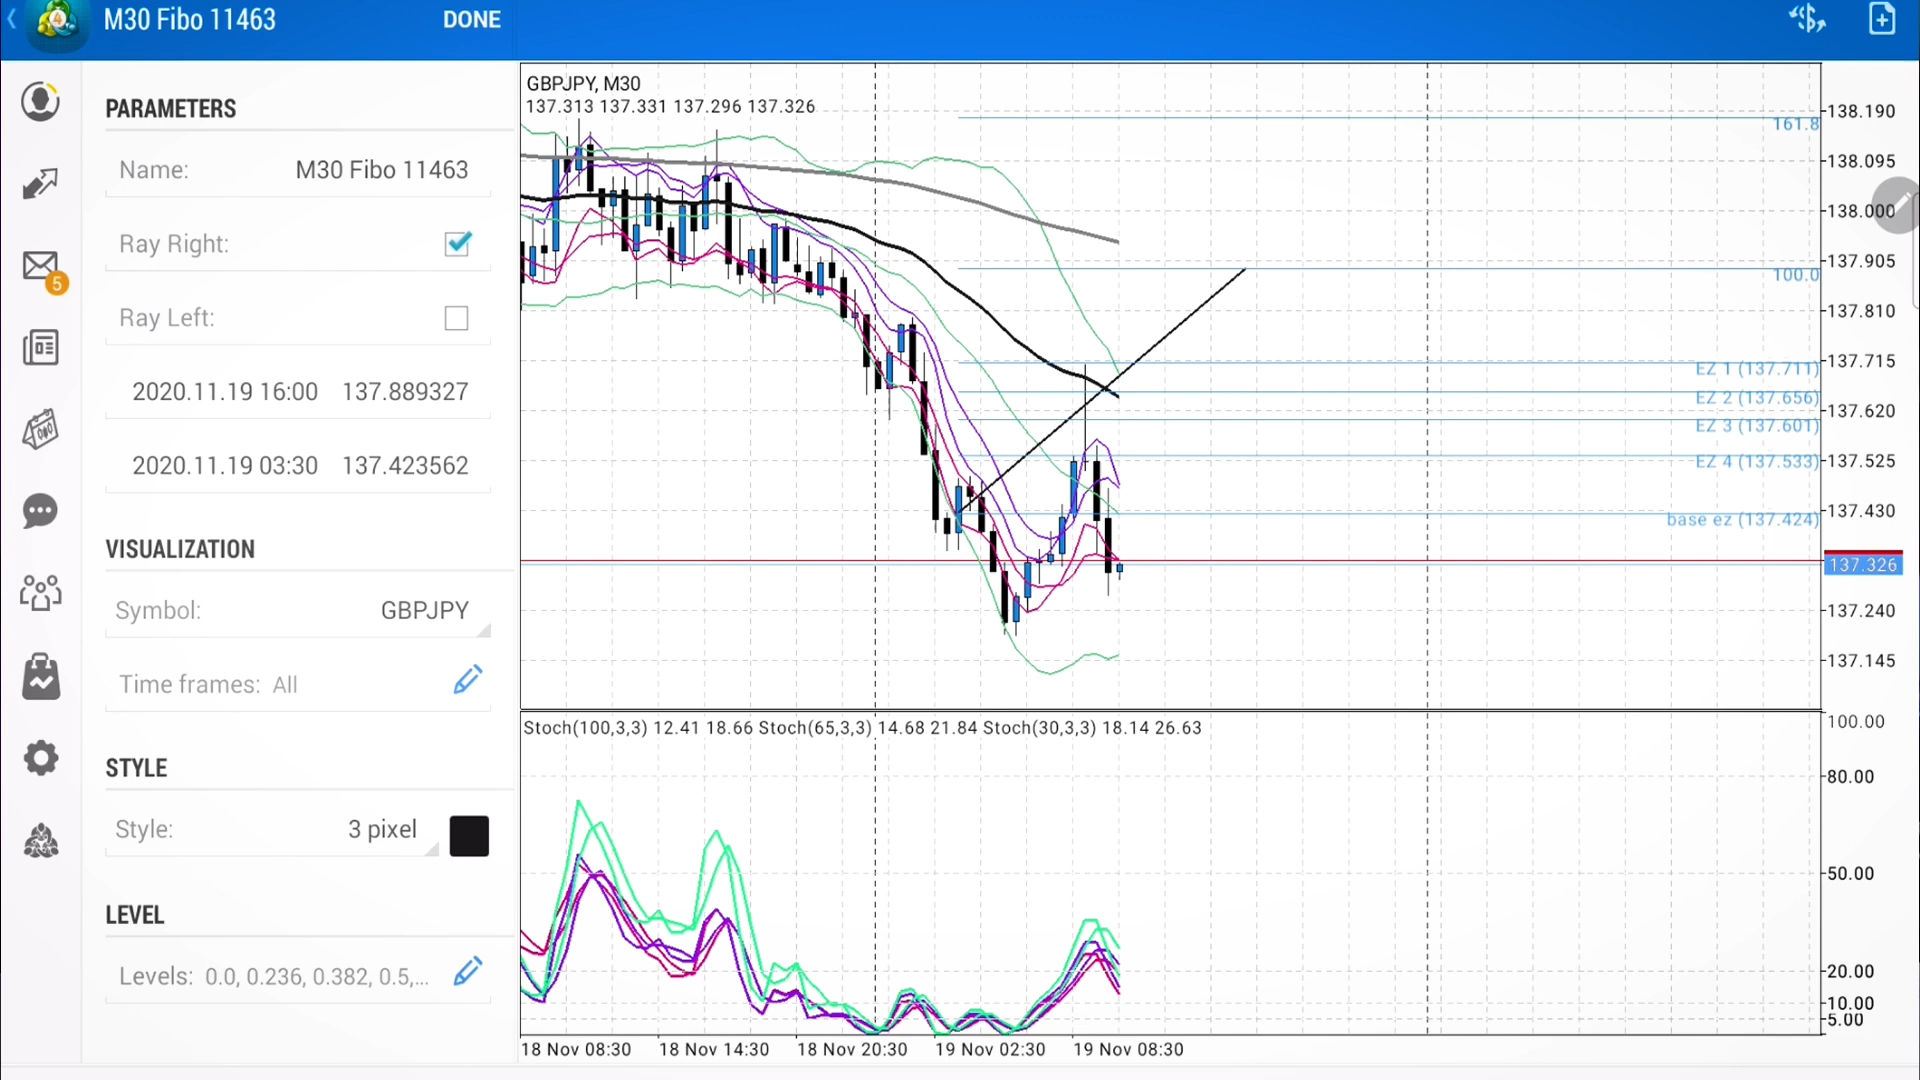 M30 Fibo 11463
DONE
PARAMETERS
Name: M30 Fibo 11463
Ray Right:
Ray Left:
2020.11.19 16:00 137.889327
2020.11.19 03:30 137.423562
VISUALIZATION
Symbol: GBPJPY
Time frames: All
STYLE
Style: 3 pixel
LEVEL
Levels: 0.0, 0.236, 0.382, 0.5,...
5
GBPJPY, M30
137.313 137.331 137.296 137.326
161.8
100.0
EZ 1 (137.711)
EZ 2 (137.656)
EZ 3 (137.601)
EZ 4 (137.533)
base ez (137.424)
138.190
138.095
138.000
137.905
137.810
137.715
137.620
137.525
137.430
137.326
137.240
137.145
Stoch(100,3,3) 12.41 18.66 Stoch(65,3,3) 14.68 21.84 Stoch(30,3,3) 18.14 26.63
100.00
80.00
50.00
20.00
10.00
5.00
18 Nov 08:30 18 Nov 14:30 18 Nov 20:30 19 Nov 02:30 19 Nov 08:30